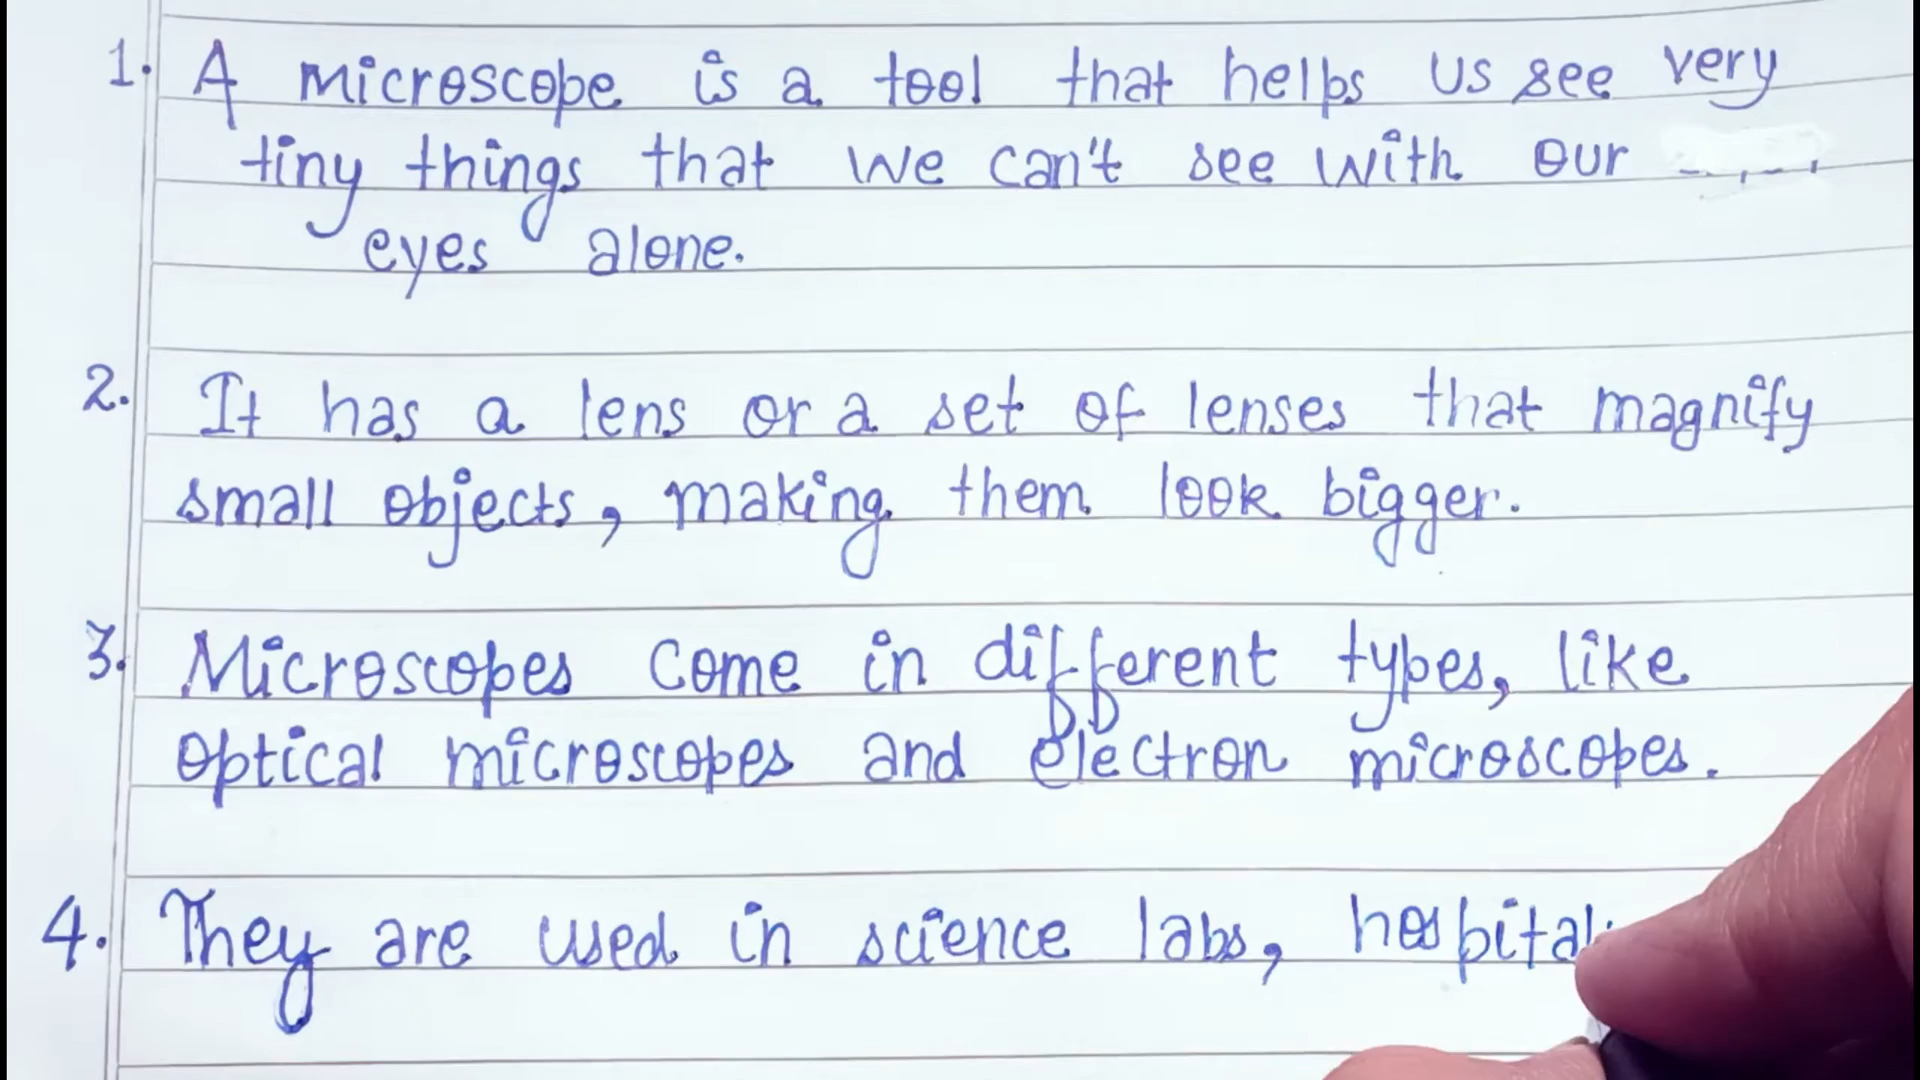 1. A microscope is a tool that helps us see very
tiny things that we can't see with our
eyes alone.
2. It has a lens or a set of lenses that magnify
small objects, making them look bigger.
3. Microscopes come in different types, like
optical microscopes and electron microscopes.
4. They are used in science labs, hospital